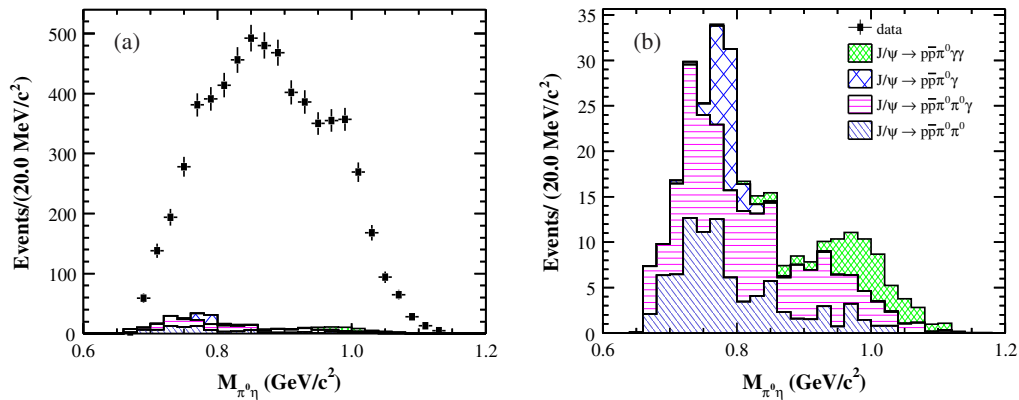 (a)
Events/(20.0 MeV/c²)
500
400
300
200
100
0
0.6 0.8 1.0 1.2
M_π⁰η (GeV/c²)
(b)
Events/ (20.0 MeV/c²)
35
30
25
20
15
10
5
0
0.6 0.8 1.0 1.2
M_π⁰η (GeV/c²)
data
J/ψ → pp̅π⁰γγ
J/ψ → pp̅π⁰γ
J/ψ → pp̅π⁰π⁰γ
J/ψ → pp̅π⁰π⁰